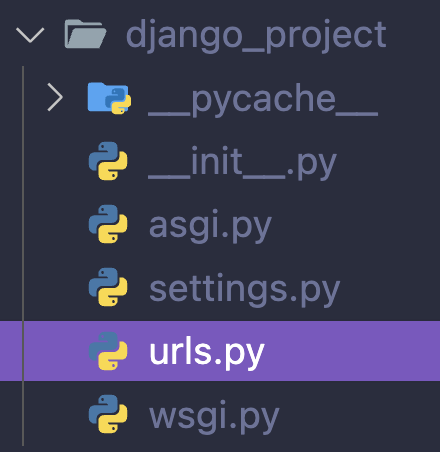 django_project
__pycache__
__init__.py
asgi.py
settings.py
urls.py
wsgi.py